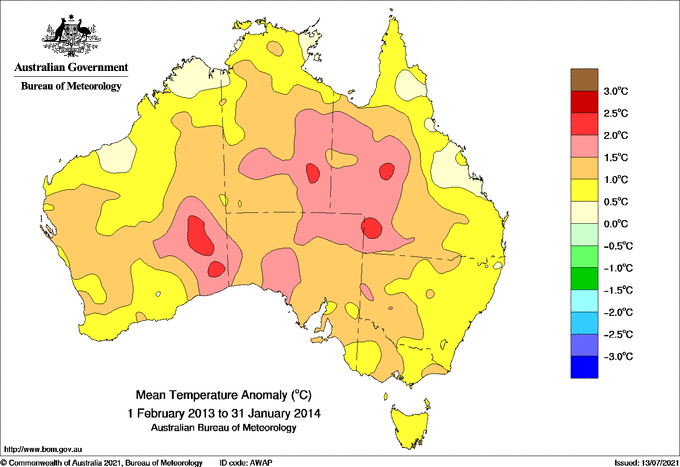 Australian Government
Bureau of Meteorology
3.0°C
2.5°C
2.0°C
1.5°C
1.0°C
0.5°C
0.0°C
-0.5°C
-1.0°C
-1.5°C
-2.0°C
-2.5°C
-3.0°C
Mean Temperature Anomaly (°C)
1 February 2013 to 31 January 2014
Australian Bureau of Meteorology
http://www.bom.gov.au
© Commonwealth of Australia 2021, Bureau of Meteorology ID code: AWAP Issued: 13/07/2021